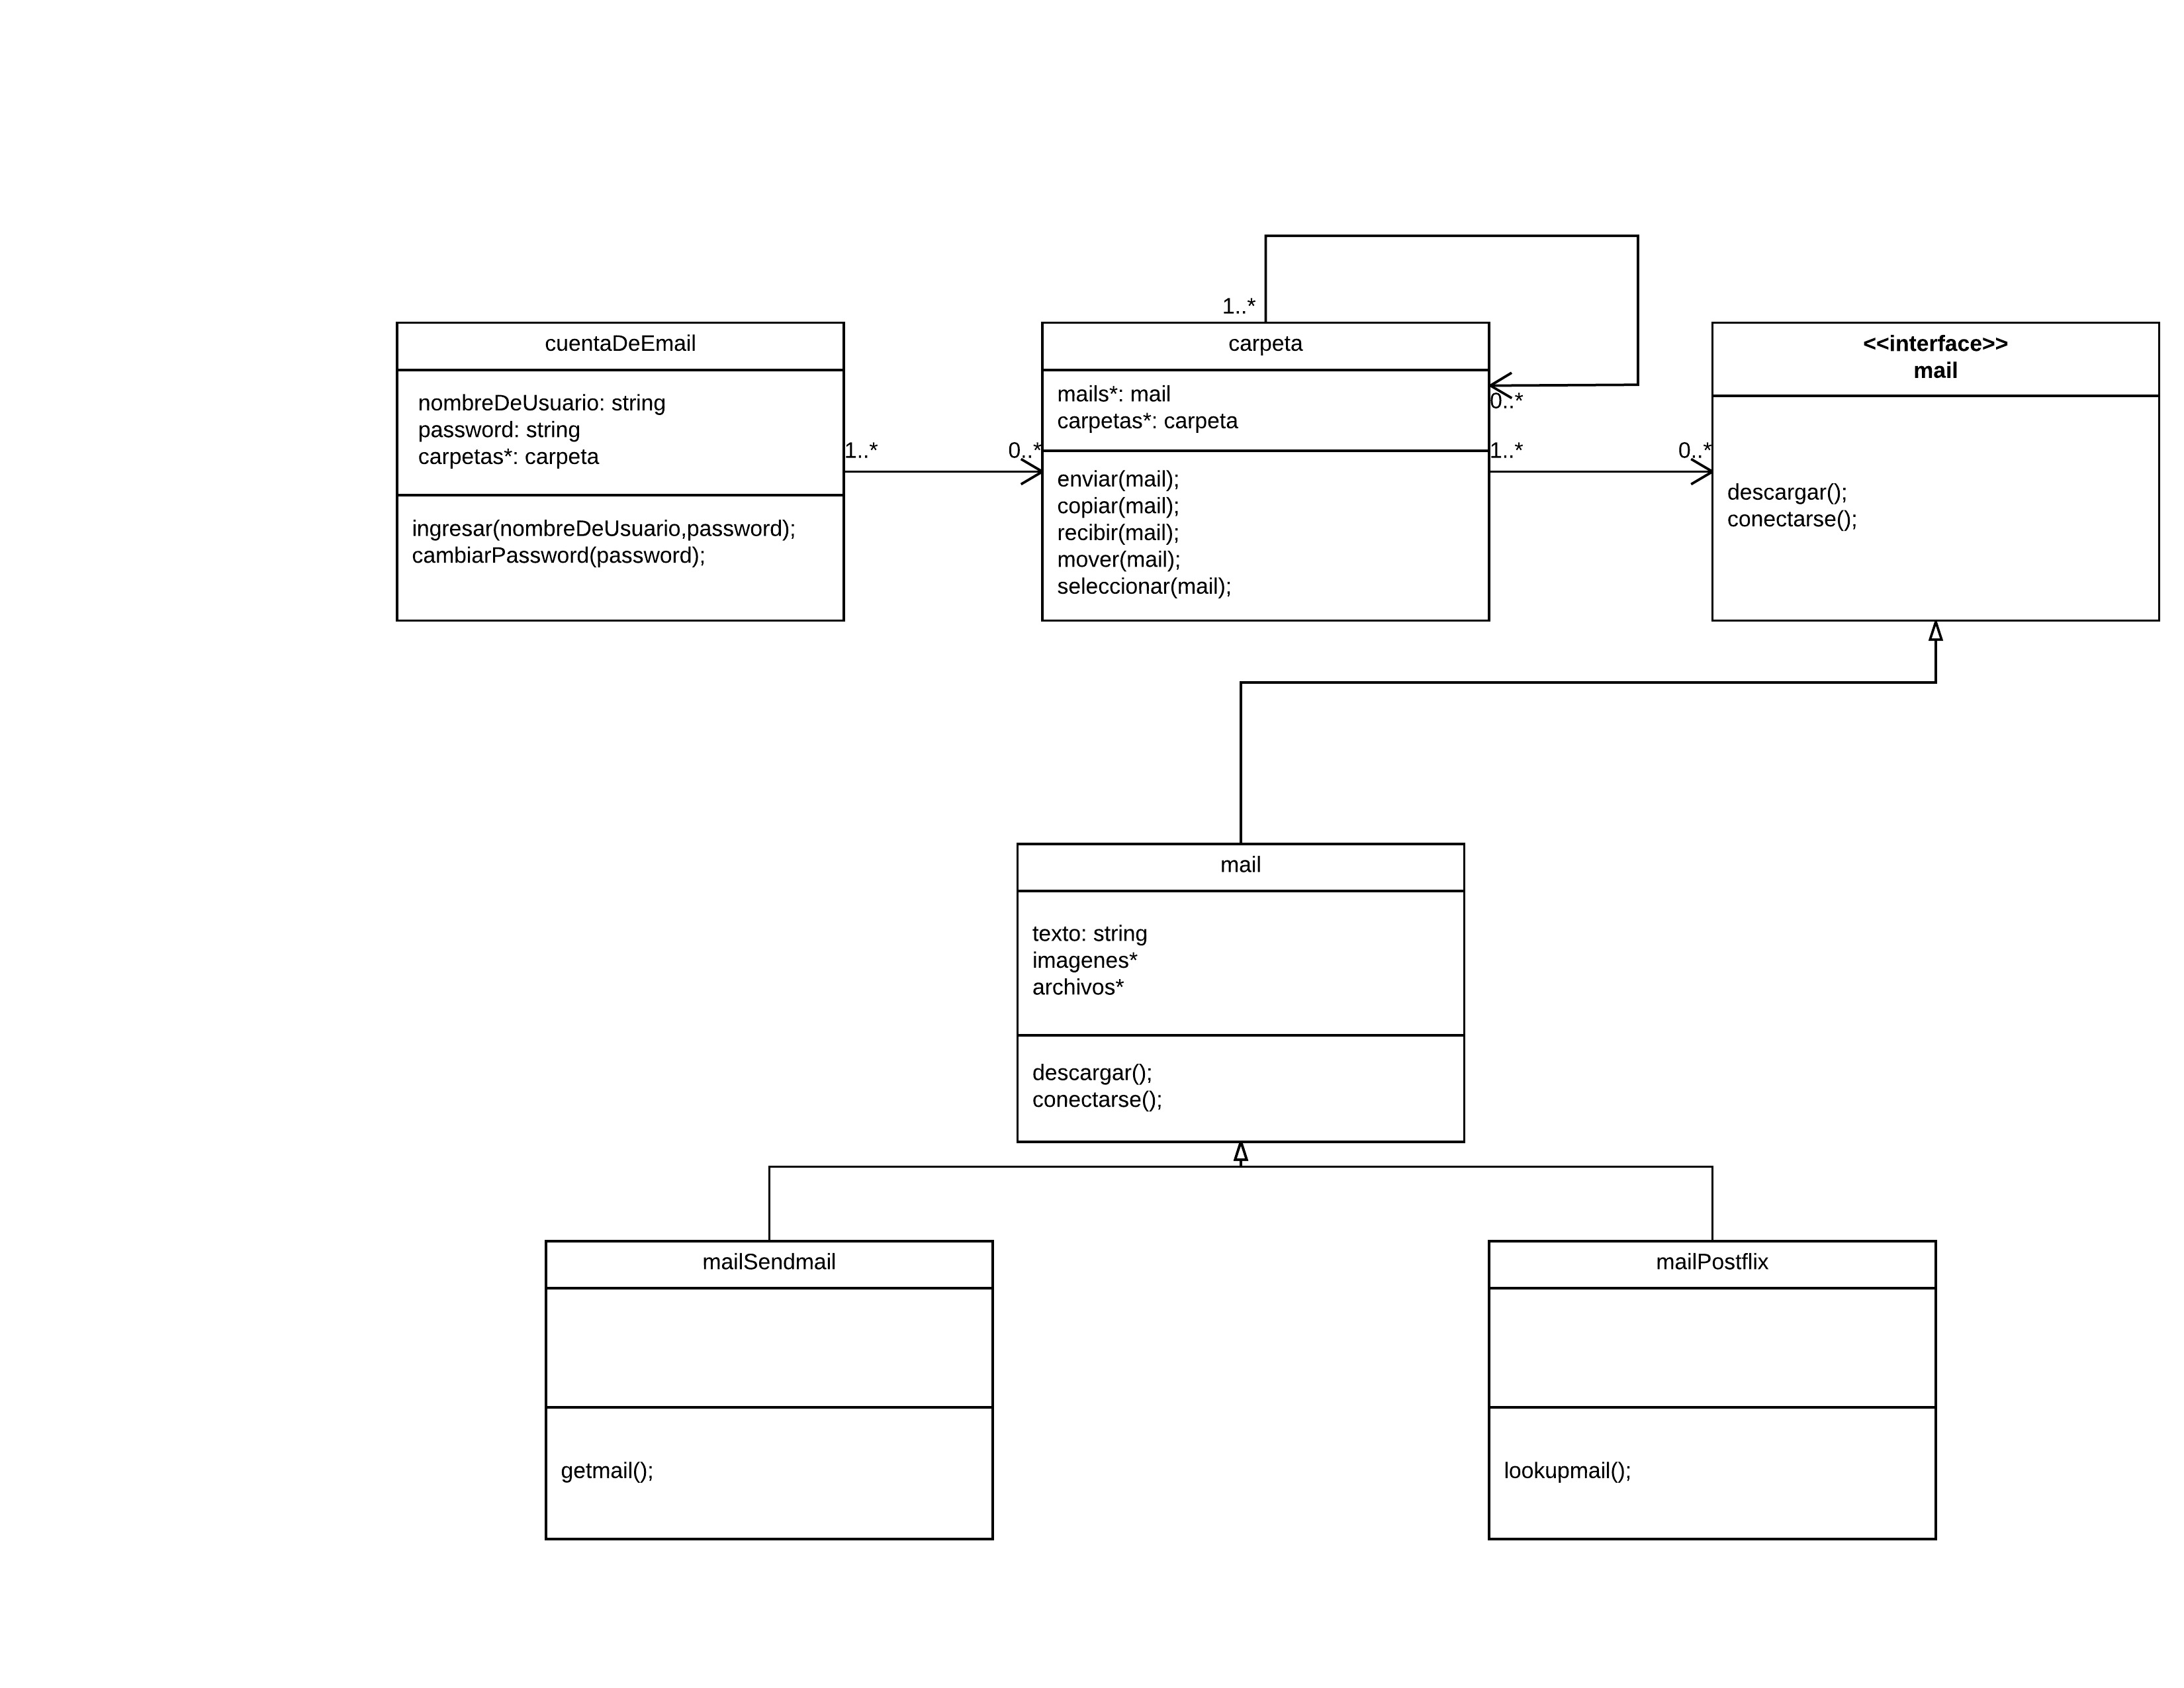 1..*
cuentaDeEmail
nombreDeUsuario: string
password: string
carpetas*: carpeta
ingresar(nombreDeUsuario,password);
cambiarPassword(password);
1..*
0..*
carpeta
mails*: mail
carpetas*: carpeta
enviar(mail);
copiar(mail);
recibir(mail);
mover(mail);
seleccionar(mail);
0..*
1..*
0..*
<<interface>>
mail
descargar();
conectarse();
mail
texto: string
imagenes*
archivos*
descargar();
conectarse();
mailSendmail
getmail();
mailPostflix
lookupmail();